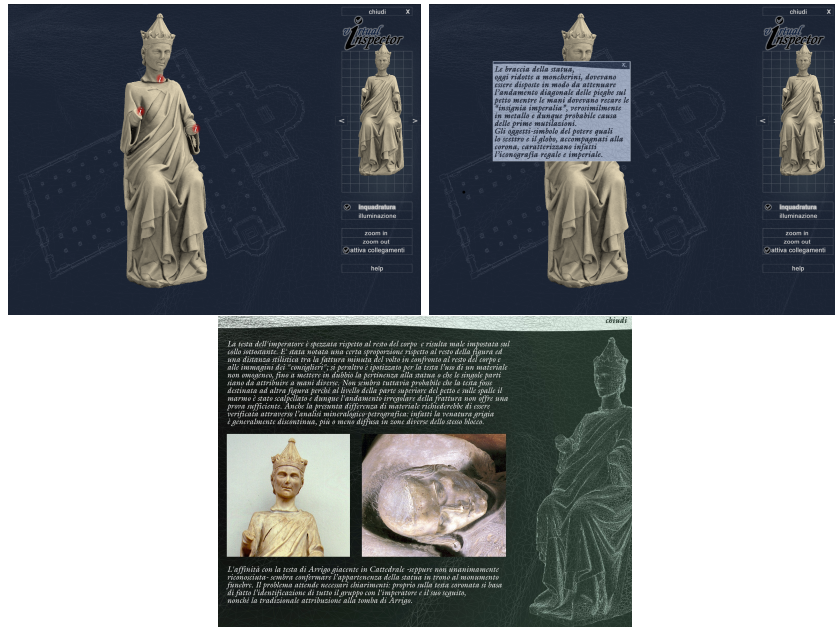 chiudi X
Virtual
Inspector
< >
inquadratura
illuminazione
zoom in
zoom out
attiva collegamenti
help
chiudi X
Virtual
Inspector
X
Le braccia della statua,
oggi ridotte a moncherini, dovevano
essere disposte in modo da attenuare
l'andamento diagonale delle pieghe sul
petto mentre le mani dovevano recare le
"insignia imperialia", verosimilmente
in metallo e dunque probabile causa
delle prime mutilazioni.
Gli oggetti-simbolo del potere quali
lo scettro e il globo, accompagnati alla
corona, caratterizzano infatti
l'iconografia regale e imperiale.
< >
inquadratura
illuminazione
zoom in
zoom out
attiva collegamenti
help
chiudi
La testa dell'imperatore è spezzata rispetto al resto del corpo e risulta male impostata sul
collo sottostante. E' stata notata una certa sproporzione rispetto al resto della figura ed
una distanza stilistica tra la fattura minuta del volto in confronto al resto del corpo e
alle immagini dei "consiglieri"; si peraltro è ipotizzato per la testa l'uso di un materiale
non omogeneo, fino a mettere in dubbio la pertinenza alla statua o che le singole parti
siano da attribuire a mani diverse. Non sembra tuttavia probabile che la testa fosse
destinata ad altra figura perché al livello della parte superiore del petto e sulle spalle il
marmo è stato scalpellato e dunque l'andamento irregolare della frattura non offre una
prova sufficiente. Anche la presunta differenza di materiale richiederebbe di essere
verificata attraverso l'analisi mineralogico-petrografica: infatti la venatura grigia
è generalmente discontinua, più o meno diffusa in zone diverse dello stesso blocco.
L'affinità con la testa di Arrigo giacente in Cattedrale -seppure non unanimamente
riconosciuta- sembra confermare l'appartenenza della statua in trono al monumento
funebre. Il problema attende necessari chiarimenti: proprio sulla testa coronata si basa
di fatto l'identificazione di tutto il gruppo con l'imperatore e il suo seguito,
nonché la tradizionale attribuzione alla tomba di Arrigo.